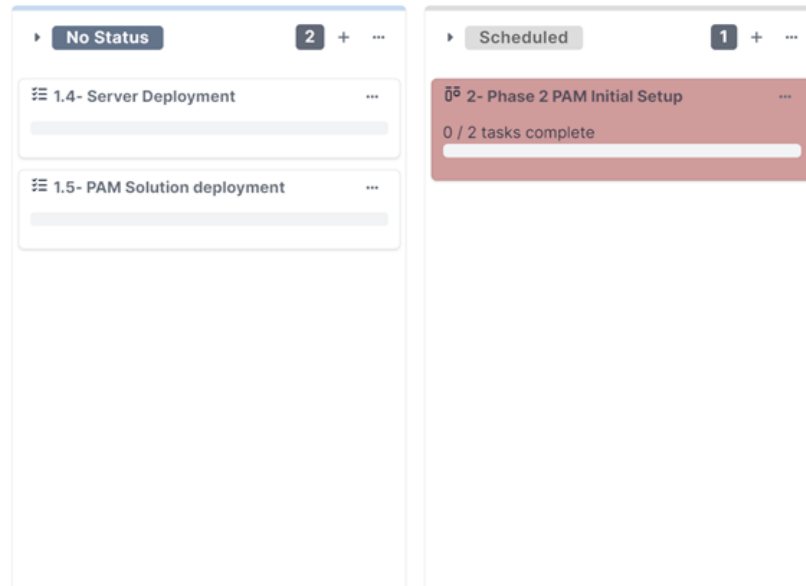 No Status
2
1.4- Server Deployment
1.5- PAM Solution deployment
Scheduled
1
2- Phase 2 PAM Initial Setup
0 / 2 tasks complete